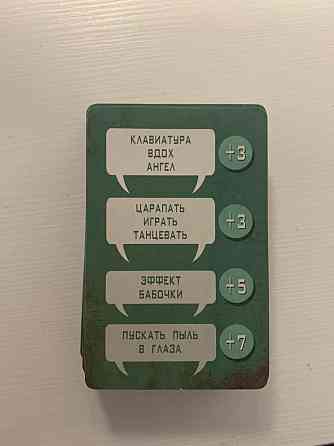 КЛАВИАТУРА
ВДОХ
АНГЕЛ
+3
ЦАРАПАТЬ
ИГРАТЬ
ТАНЦЕВАТЬ
+3
ЭФФЕКТ
БАБОЧКИ
+5
ПУСКАТЬ ПЫЛЬ
В ГЛАЗА
+7